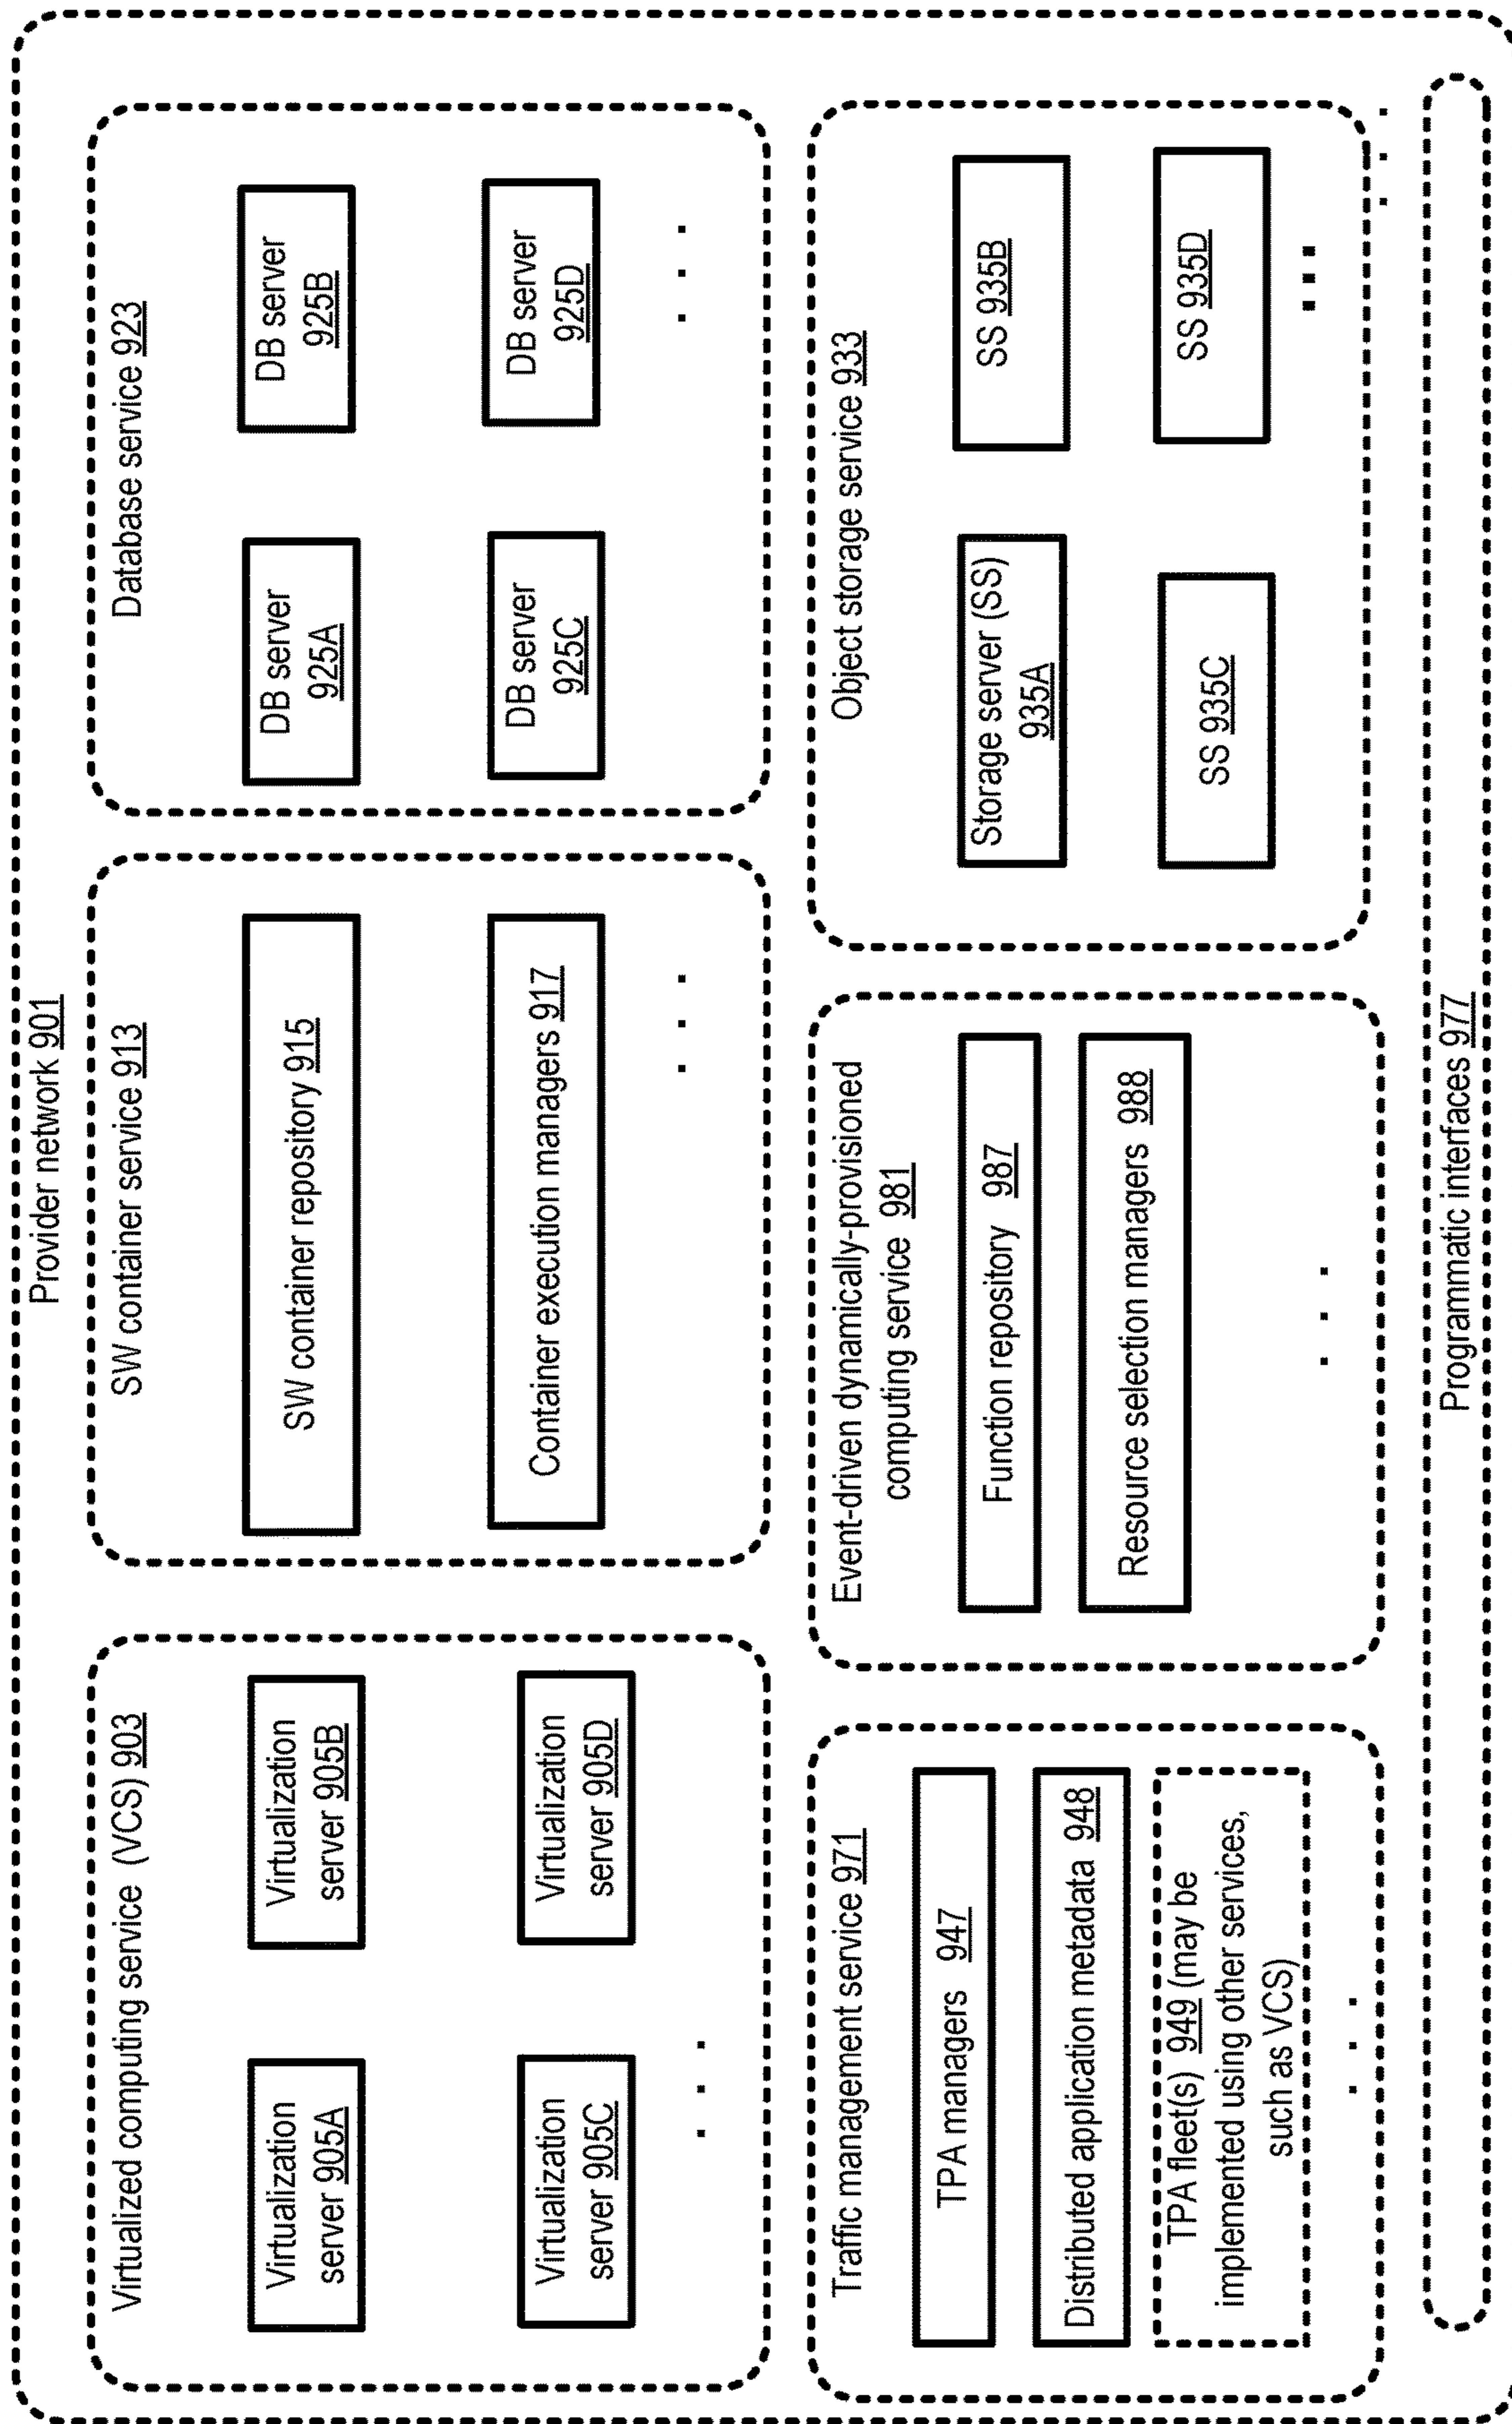 Provider network 901
Virtualized computing service (VCS) 903
Virtualization
server 905A
Virtualization
server 905B
Virtualization
server 905C
Virtualization
server 905D
. . .
SW container service 913
SW container repository 915
Container execution managers 917
. . .
Database service 923
DB server
925A
DB server
925B
DB server
925C
DB server
925D
. . .
Traffic management service 971
TPA managers 947
Distributed application metadata 948
TPA fleet(s) 949 (may be
implemented using other services,
such as VCS)
. . .
Event-driven dynamically-provisioned
computing service 981
Function repository 987
Resource selection managers 988
. . .
Object storage service 933
Storage server (SS)
935A
SS 935B
SS 935C
SS 935D
...
. . .
Programmatic interfaces 977